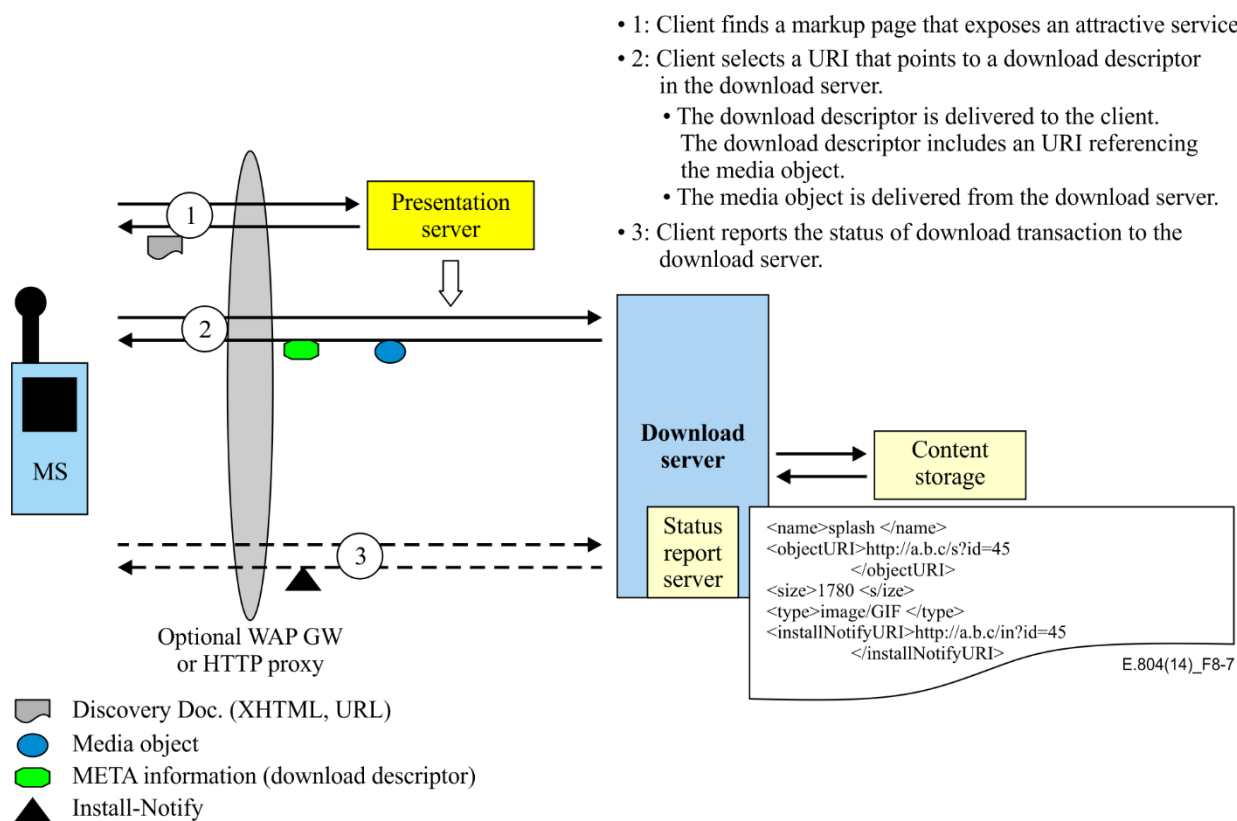 • 1: Client finds a markup page that exposes an attractive service
• 2: Client selects a URI that points to a download descriptor
in the download server.
• The download descriptor is delivered to the client.
The download descriptor includes an URI referencing
the media object.
• The media object is delivered from the download server.
• 3: Client reports the status of download transaction to the
download server.
1
Presentation
server
2
MS
Download
server
Content
storage
3
Status
report
server
<name>splash </name>
<objectURI>http://a.b.c/s?id=45
</objectURI>
<size>1780 <s/ize>
<type>image/GIF </type>
<installNotifyURI>http://a.b.c/in?id=45
</installNotifyURI>
E.804(14)_F8-7
Optional WAP GW
or HTTP proxy
Discovery Doc. (XHTML, URL)
Media object
META information (download descriptor)
Install-Notify